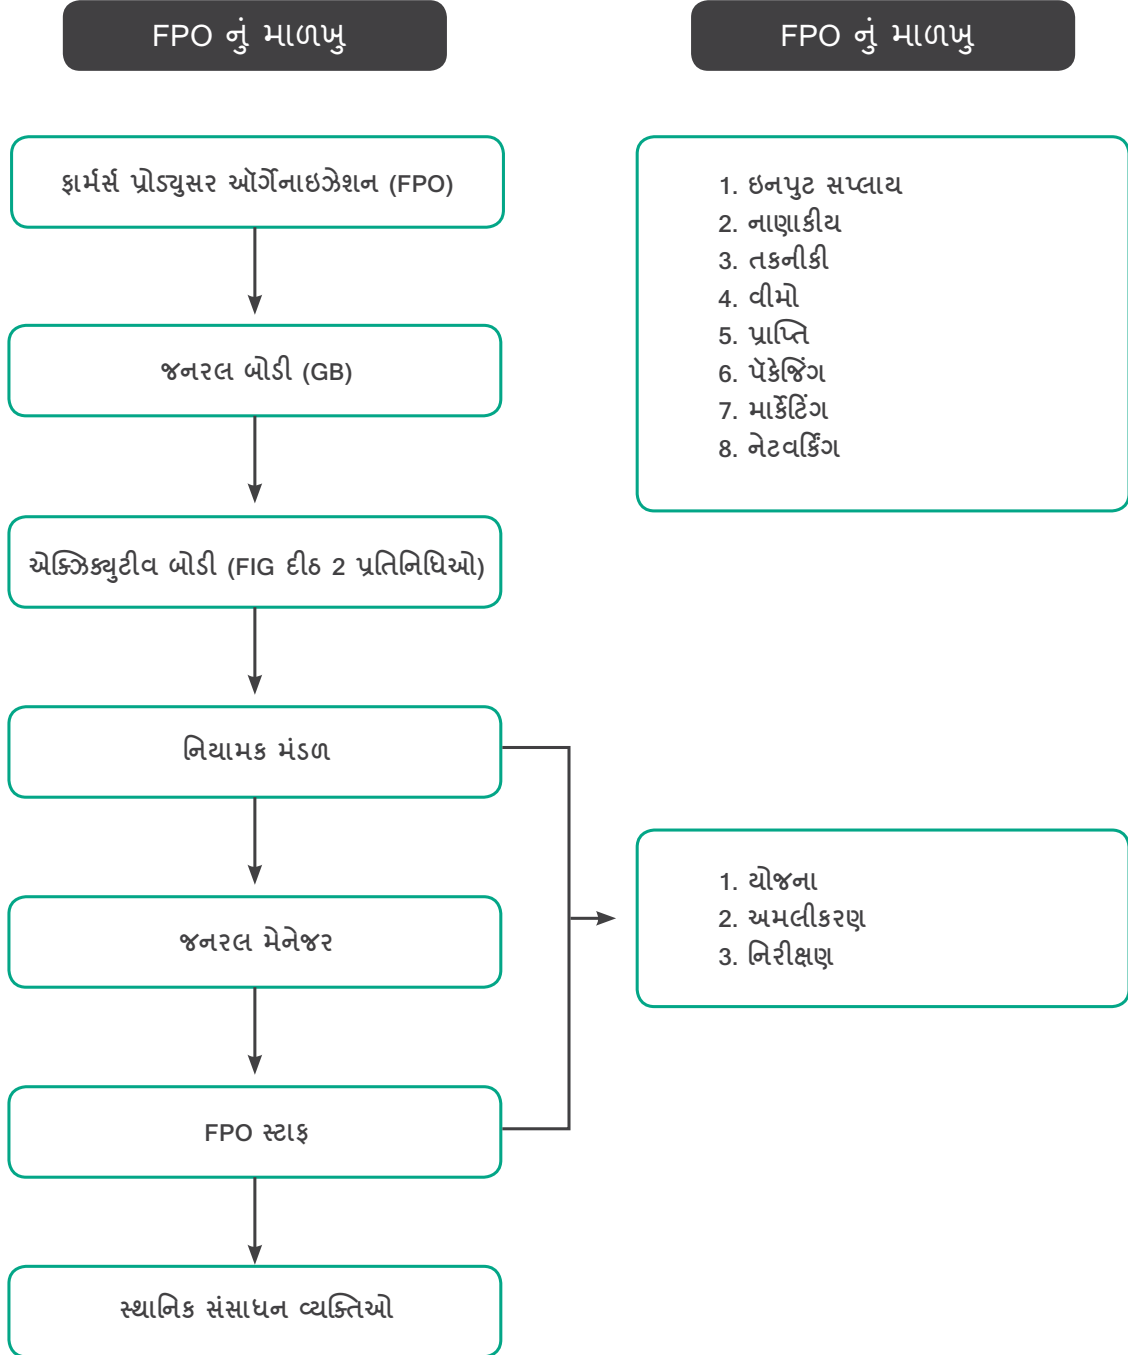 FPO નું માળખુ
ફાર્મર્સ પ્રોડ્યુસર ઑર્ગેનાઇઝેશન (FPO)
જનરલ બોડી (GB)
એક્ઝિક્યુટીવ બોડી (FIG દીઠ 2 પ્રતિનિધિઓ)
નિયામક મંડળ
જનરલ મેનેજર
FPO સ્ટાફ
સ્થાનિક સંસાધન વ્યક્તિઓ
FPO નું માળખુ
1. ઇનપુટ સપ્લાય
2. નાણાકીય
3. તકનીકી
4. વીમો
5. પ્રાપ્તિ
6. પૅકેજિંગ
7. માર્કેટિંગ
8. નેટવર્કિંગ
1. યોજના
2. અમલીકરણ
3. નિરીક્ષણ